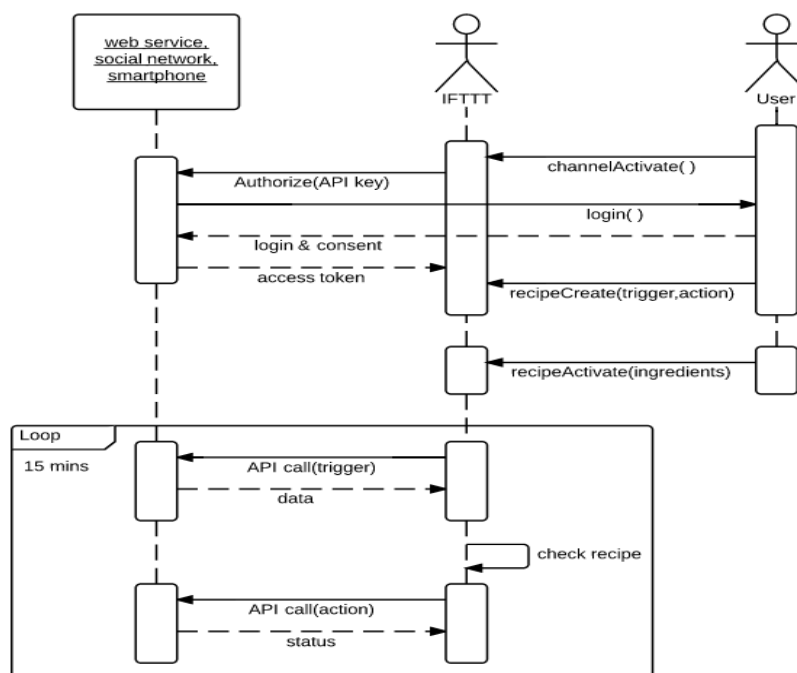 web service,
social network,
smartphone
IFTTT
User
channelActivate( )
Authorize(API key)
login( )
login & consent
access token
recipeCreate(trigger,action)
recipeActivate(ingredients)
Loop
15 mins
API call(trigger)
data
check recipe
API call(action)
status